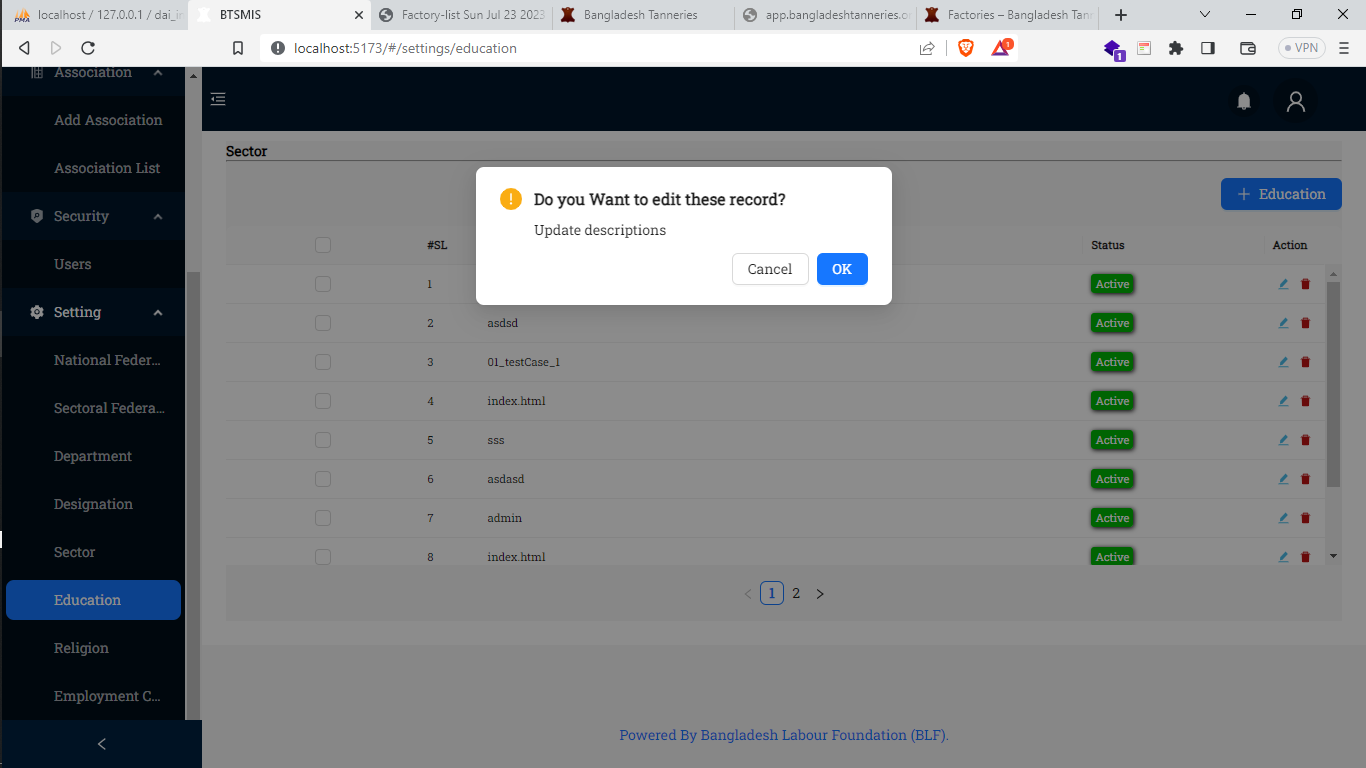 localhost / 127.0.0.1 / dai_in
BTSMIS
Factory-list Sun Jul 23 2023
Bangladesh Tanneries
app.bangladeshtanneries.o
Factories – Bangladesh Tann
localhost:5173/#/settings/education
1
1
VPN
Association
Add Association
Association List
Security
Users
Setting
National Feder...
Sectoral Federa...
Department
Designation
Sector
Education
Religion
Employment C...
Sector
+ Education
Do you Want to edit these record?
Update descriptions
Cancel OK
#SL Status Action
1 Active
2 asdsd Active
3 01_testCase_1 Active
4 index.html Active
5 sss Active
6 asdasd Active
7 admin Active
8 index.html Active
< 1 2 >
Powered By Bangladesh Labour Foundation (BLF).